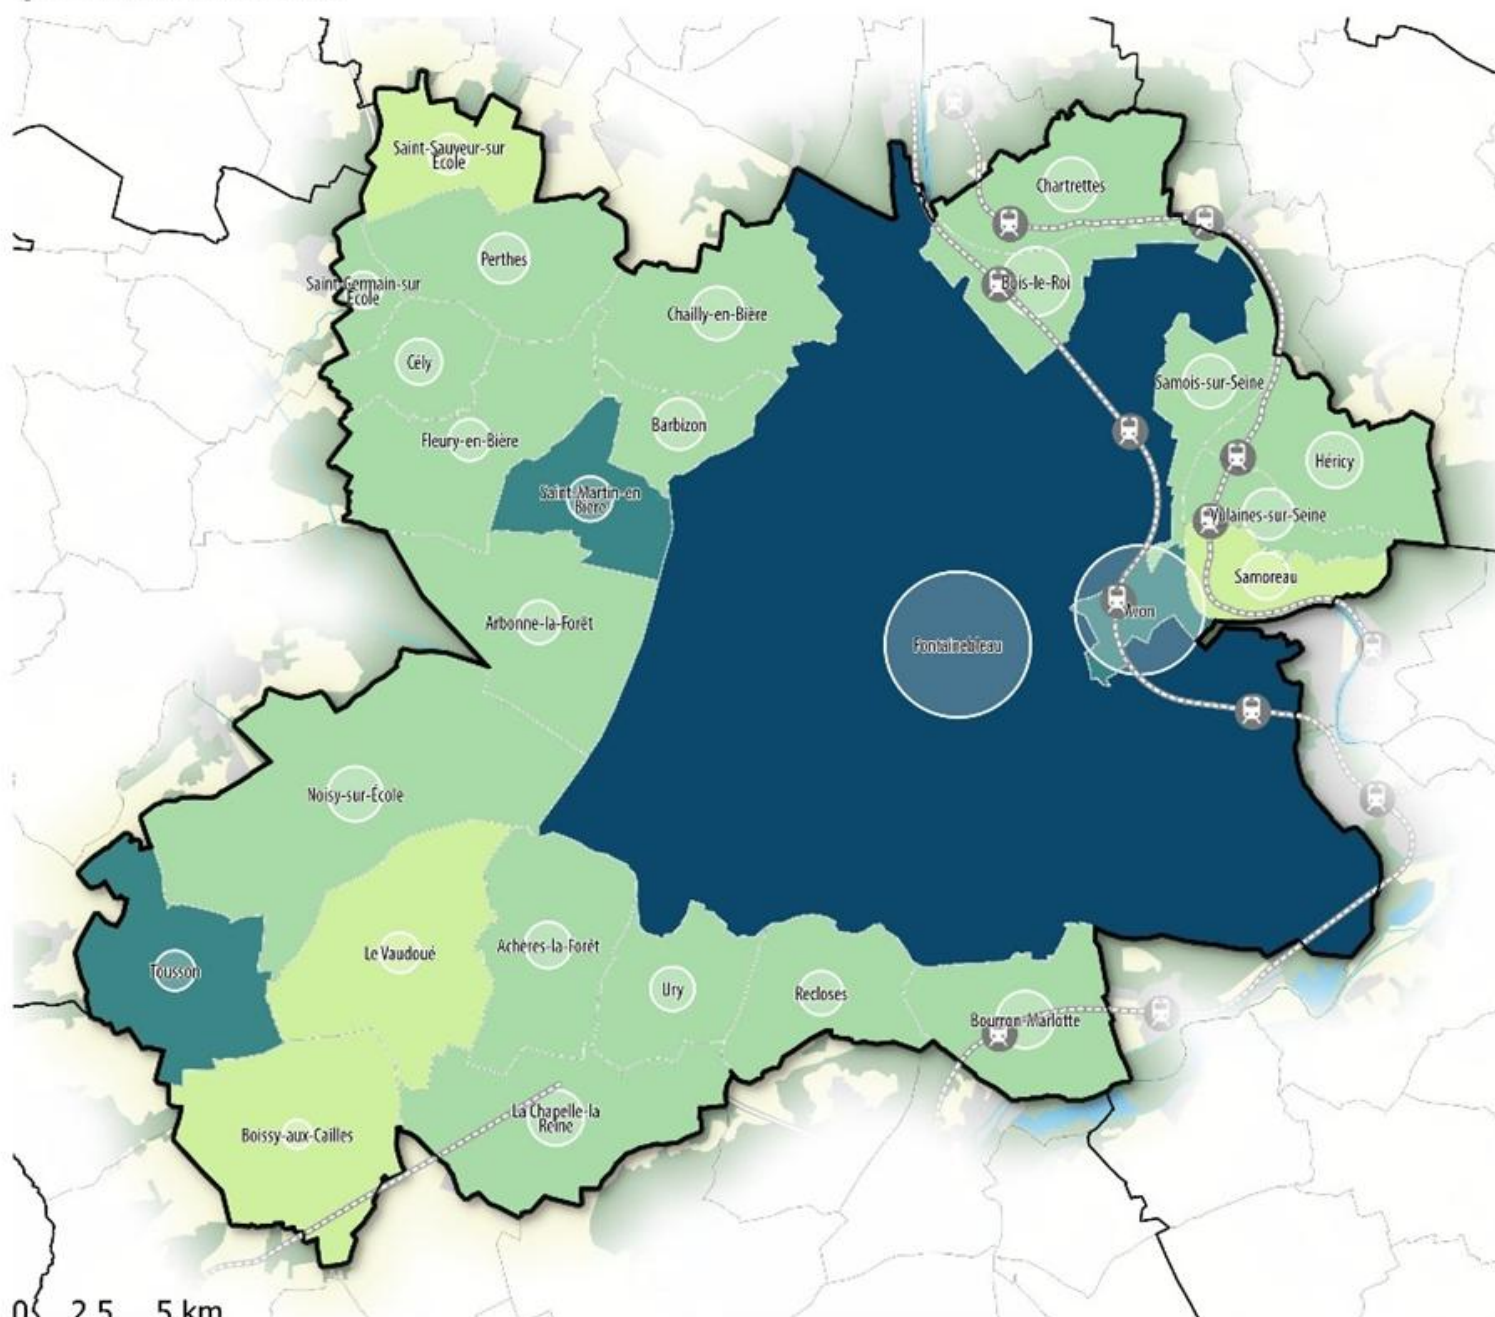 Saint-Sauveur-sur
École
Chartrettes
Perthes
Saint-Germain-sur
École
Bois-le-Roi
Chailly-en-Bière
Cély
Samois-sur-Seine
Barbizon
Fleury-en-Bière
Héricy
Saint-Martin-en
Bière
Vulaines-sur-Seine
Samoreau
Arbonne-la-Forêt
Avon
Fontainebleau
Noisy-sur-École
Le Vaudoué
Achères-la-Forêt
Tousson
Ury
Recloses
Bourron-Marlotte
La Chapelle-la
Reine
Boissy-aux-Cailles
0 2.5 5 km